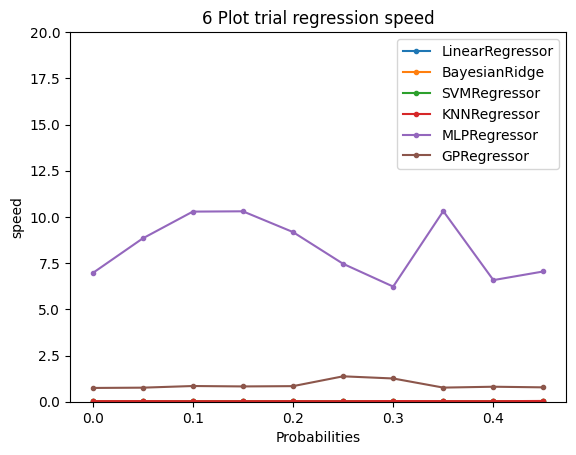 6 Plot trial regression speed
20.0
17.5
15.0
12.5
10.0
7.5
5.0
2.5
0.0
speed
LinearRegressor
BayesianRidge
SVMRegressor
KNNRegressor
MLPRegressor
GPRegressor
0.0 0.1 0.2 0.3 0.4
Probabilities